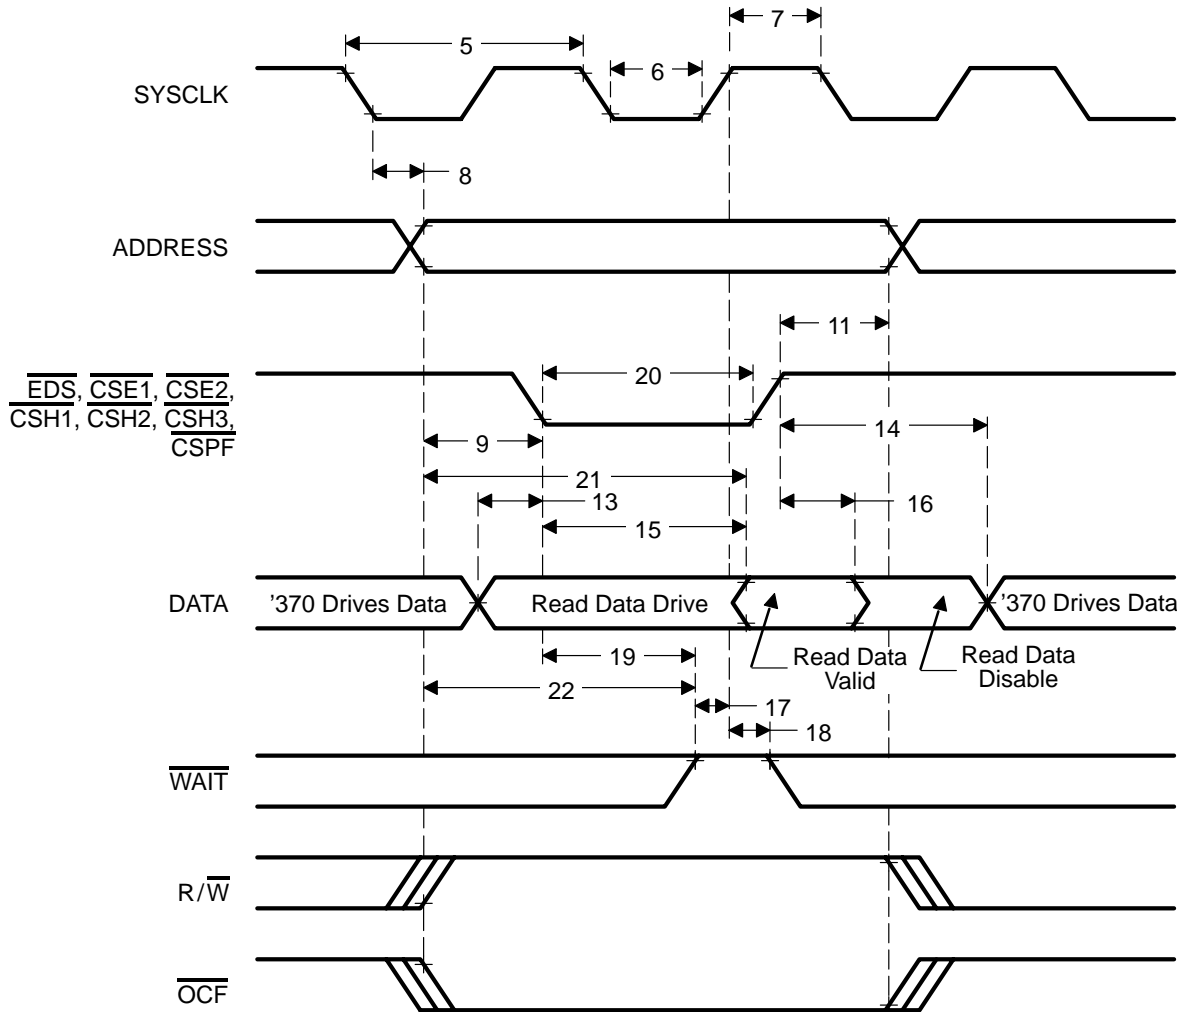 7
5
6
SYSCLK
8
ADDRESS
11
20
EDS, CSE1, CSE2,
CSH1, CSH2, CSH3,
CSPF
14
9
21
13
16
15
DATA
'370 Drives Data
Read Data Drive
'370 Drives Data
19
Read Data
Valid
Read Data
Disable
22
17
18
WAIT
R/W
OCF